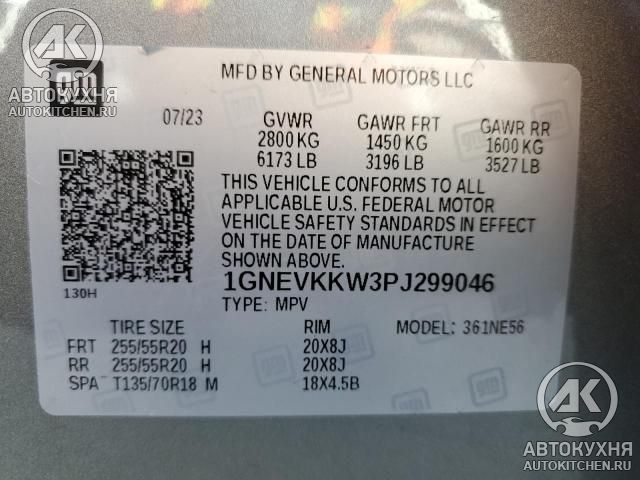 AK
gm
АВТОКУХНЯ
AUTOKITCHEN.RU
MFD BY GENERAL MOTORS LLC
07/23 GVWR GAWR FRT GAWR RR
2800 KG 1450 KG 1600 KG
6173 LB 3196 LB 3527 LB
THIS VEHICLE CONFORMS TO ALL
APPLICABLE U.S. FEDERAL MOTOR
VEHICLE SAFETY STANDARDS IN EFFECT
ON THE DATE OF MANUFACTURE
SHOWN ABOVE.
130H
1GNEVKKW3PJ299046
TYPE: MPV
TIRE SIZE RIM MODEL: 361NE56
FRT 255/55R20 H 20X8J
RR 255/55R20 H 20X8J
SPA T135/70R18 M 18X4.5B
AK
АВТОКУХНЯ
AUTOKITCHEN.RU